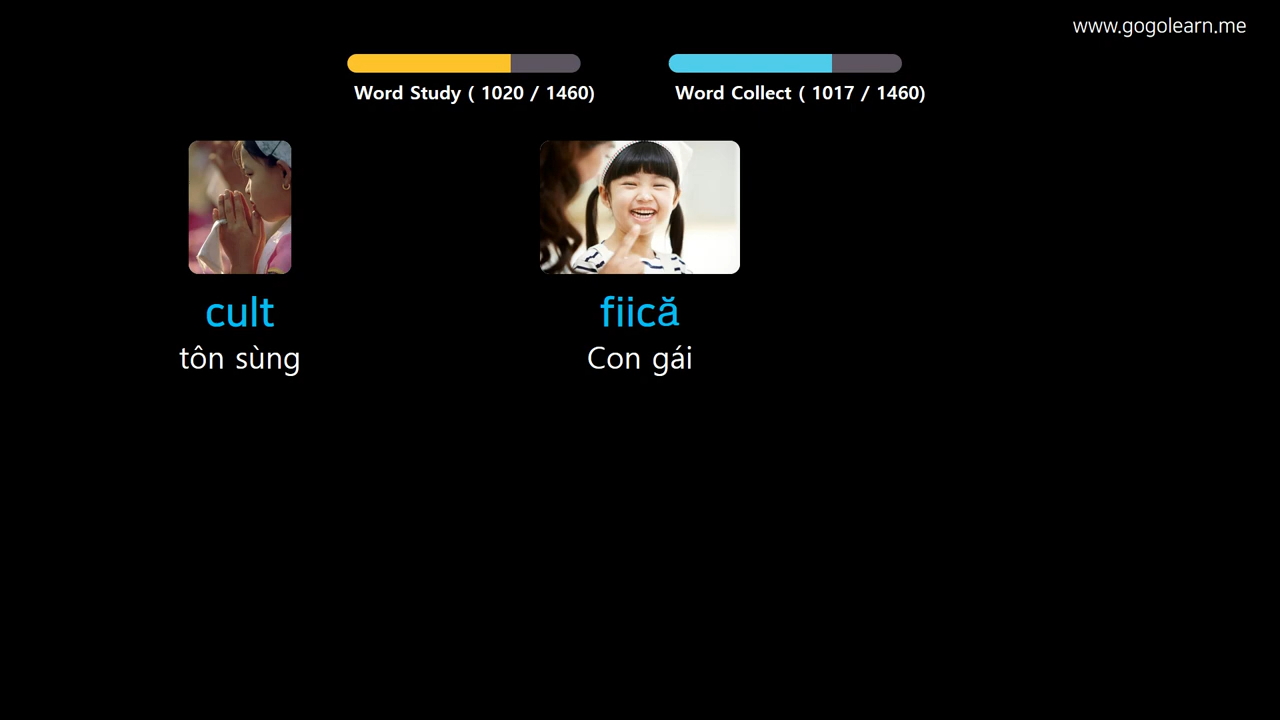 www.gogolearn.me
Word Study ( 1020 / 1460)
Word Collect ( 1017 / 1460)
cult
tôn sùng
fiică
Con gái